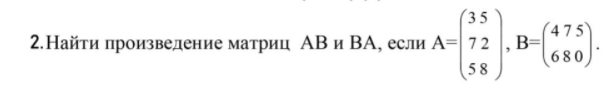 2.Найти произведение матриц AB и BA, если A=(3 5
7 2
5 8), B=(4 7 5
6 8 0).